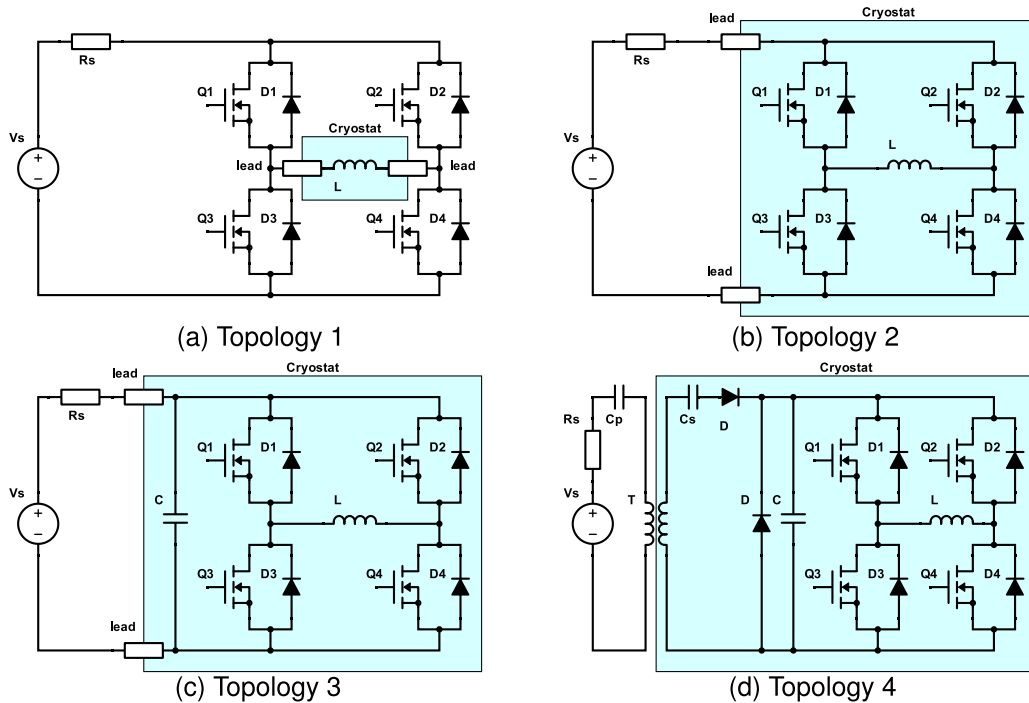 Rs
Q1
D1
Q2
D2
Vs
+
−
Cryostat
lead
lead
L
Q3
D3
Q4
D4
(a) Topology 1
lead
Cryostat
Rs
Q1
D1
Q2
D2
Vs
+
−
L
Q3
D3
Q4
D4
lead
(b) Topology 2
lead
Cryostat
Rs
Q1
D1
Q2
D2
Vs
+
−
C
L
Q3
D3
Q4
D4
lead
(c) Topology 3
Cryostat
Rs
Cp
Cs
D
Q1
D1
Q2
D2
Vs
+
−
T
D
C
L
Q3
D3
Q4
D4
(d) Topology 4